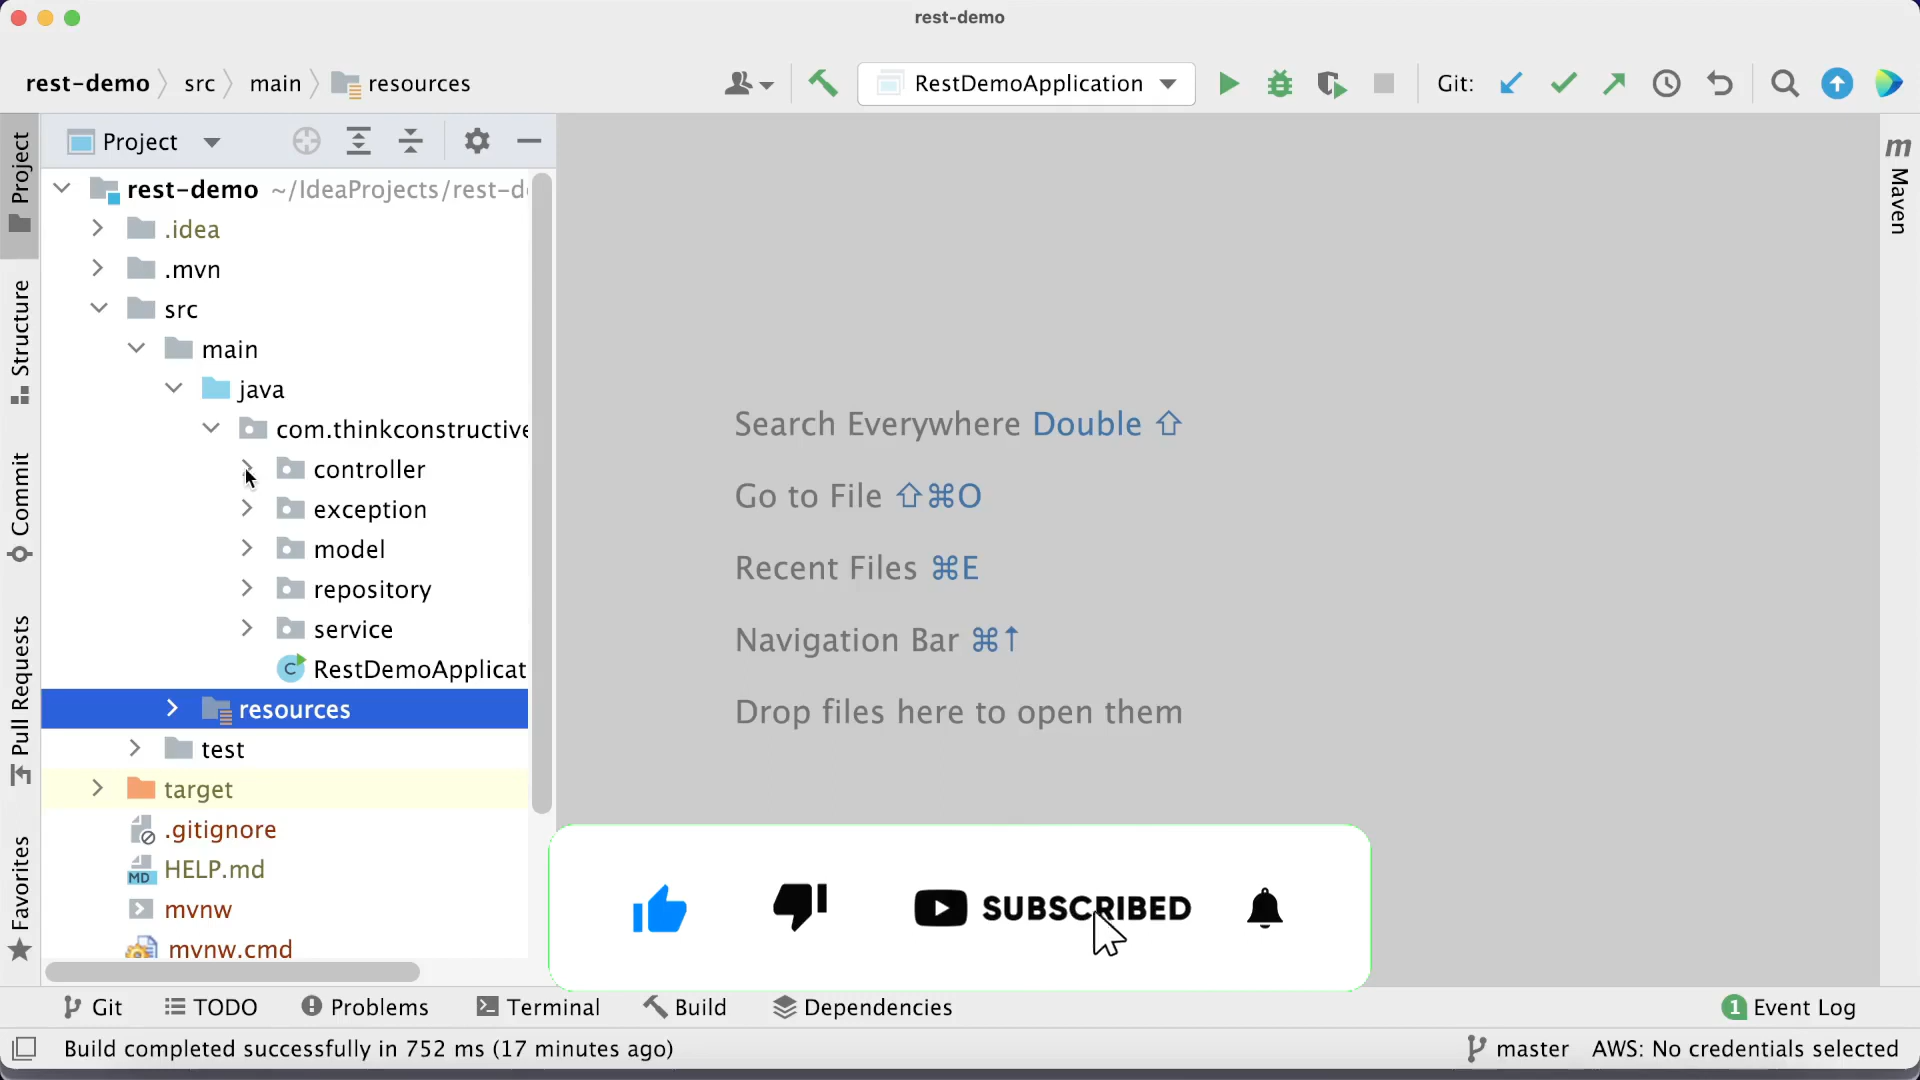 rest-demo
rest-demo src main resources
RestDemoApplication
Git:
Project
rest-demo ~/IdeaProjects/rest-d
.idea
.mvn
src
main
java
com.thinkconstructive
controller
exception
model
repository
service
RestDemoApplicat
resources
test
target
.gitignore
HELP.md
MD
mvnw
mvnw.cmd
Project
Structure
Commit
Pull Requests
Favorites
m Maven
Search Everywhere Double ⇧
Go to File ⇧⌘O
Recent Files ⌘E
Navigation Bar ⌘↑
Drop files here to open them
SUBSCRIBED
Git TODO Problems Terminal Build Dependencies
1 Event Log
Build completed successfully in 752 ms (17 minutes ago)
master AWS: No credentials selected